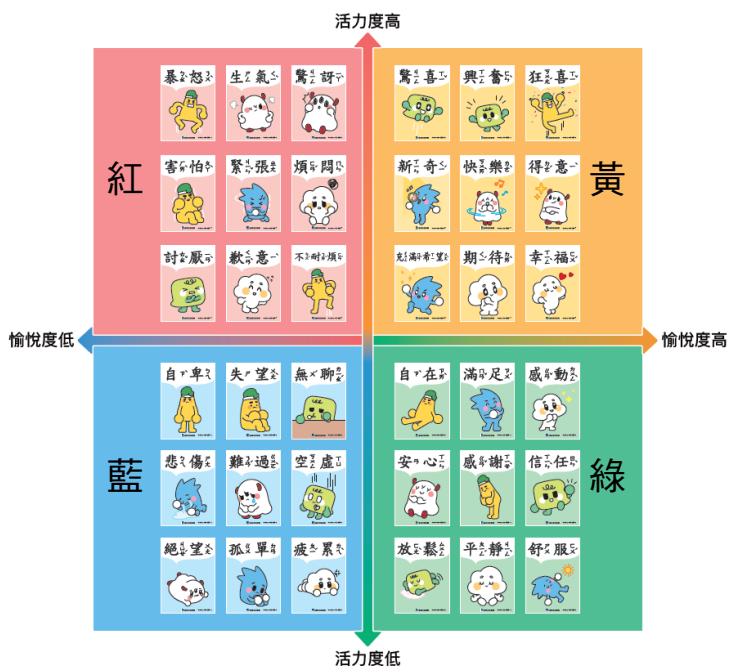 活力度高
紅
暴怒 生氣 驚訝
害怕 緊張 煩悶
討厭 歉意 不耐煩
黃
驚喜 興奮 狂喜
新奇 快樂 得意
充滿希望 期待 幸福
愉悅度低
愉悅度高
藍
自卑 失望 無聊
悲傷 難過 空虛
絕望 孤單 疲累
綠
自在 滿足 感動
安心 感謝 信任
放鬆 平靜 舒服
活力度低